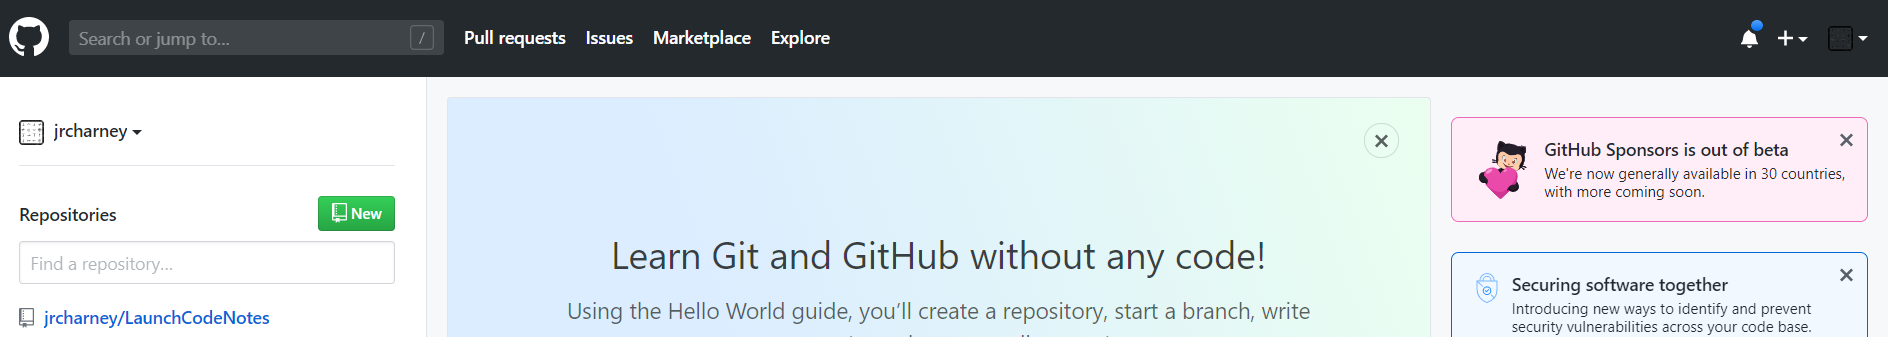 Search or jump to...
/
Pull requests
Issues
Marketplace
Explore
jrcharney
Repositories
New
Find a repository...
jrcharney/LaunchCodeNotes
Learn Git and GitHub without any code!
Using the Hello World guide, you’ll create a repository, start a branch, write
GitHub Sponsors is out of beta
We're now generally available in 30 countries,
with more coming soon.
Securing software together
Introducing new ways to identify and prevent
security vulnerabilities across your code base.